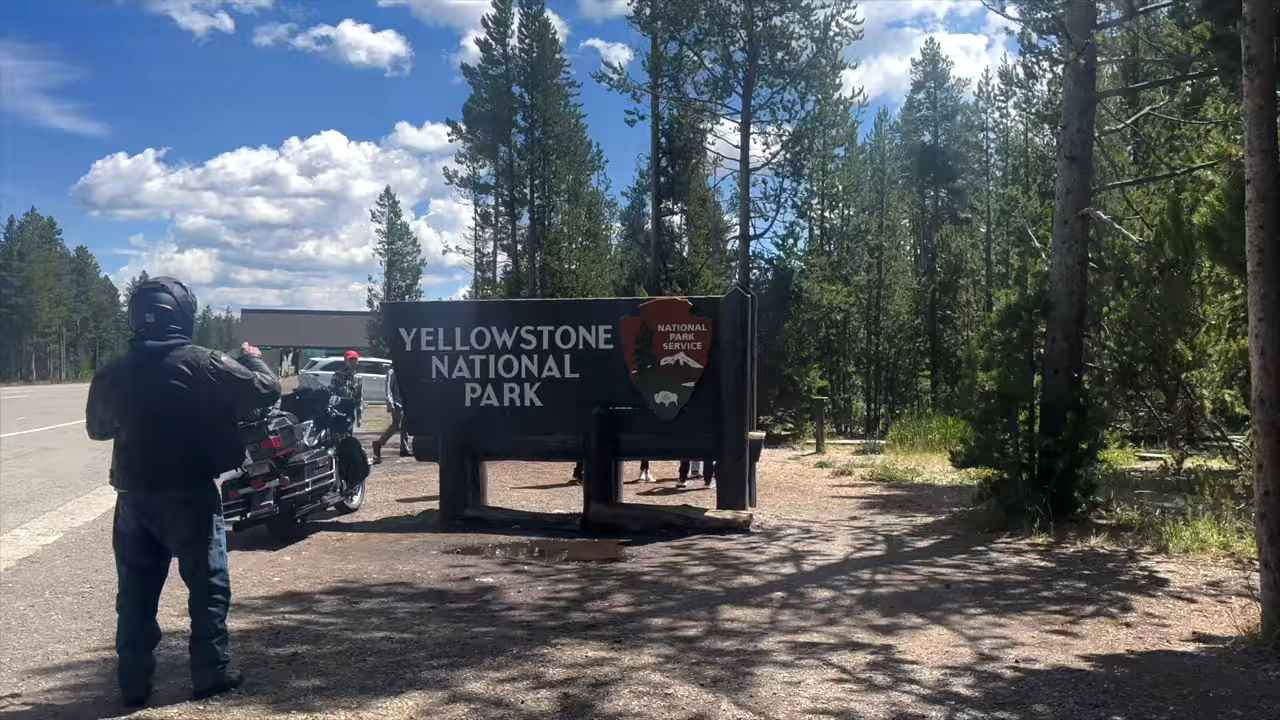 YELLOWSTONE
NATIONAL
PARK
NATIONAL
PARK
SERVICE